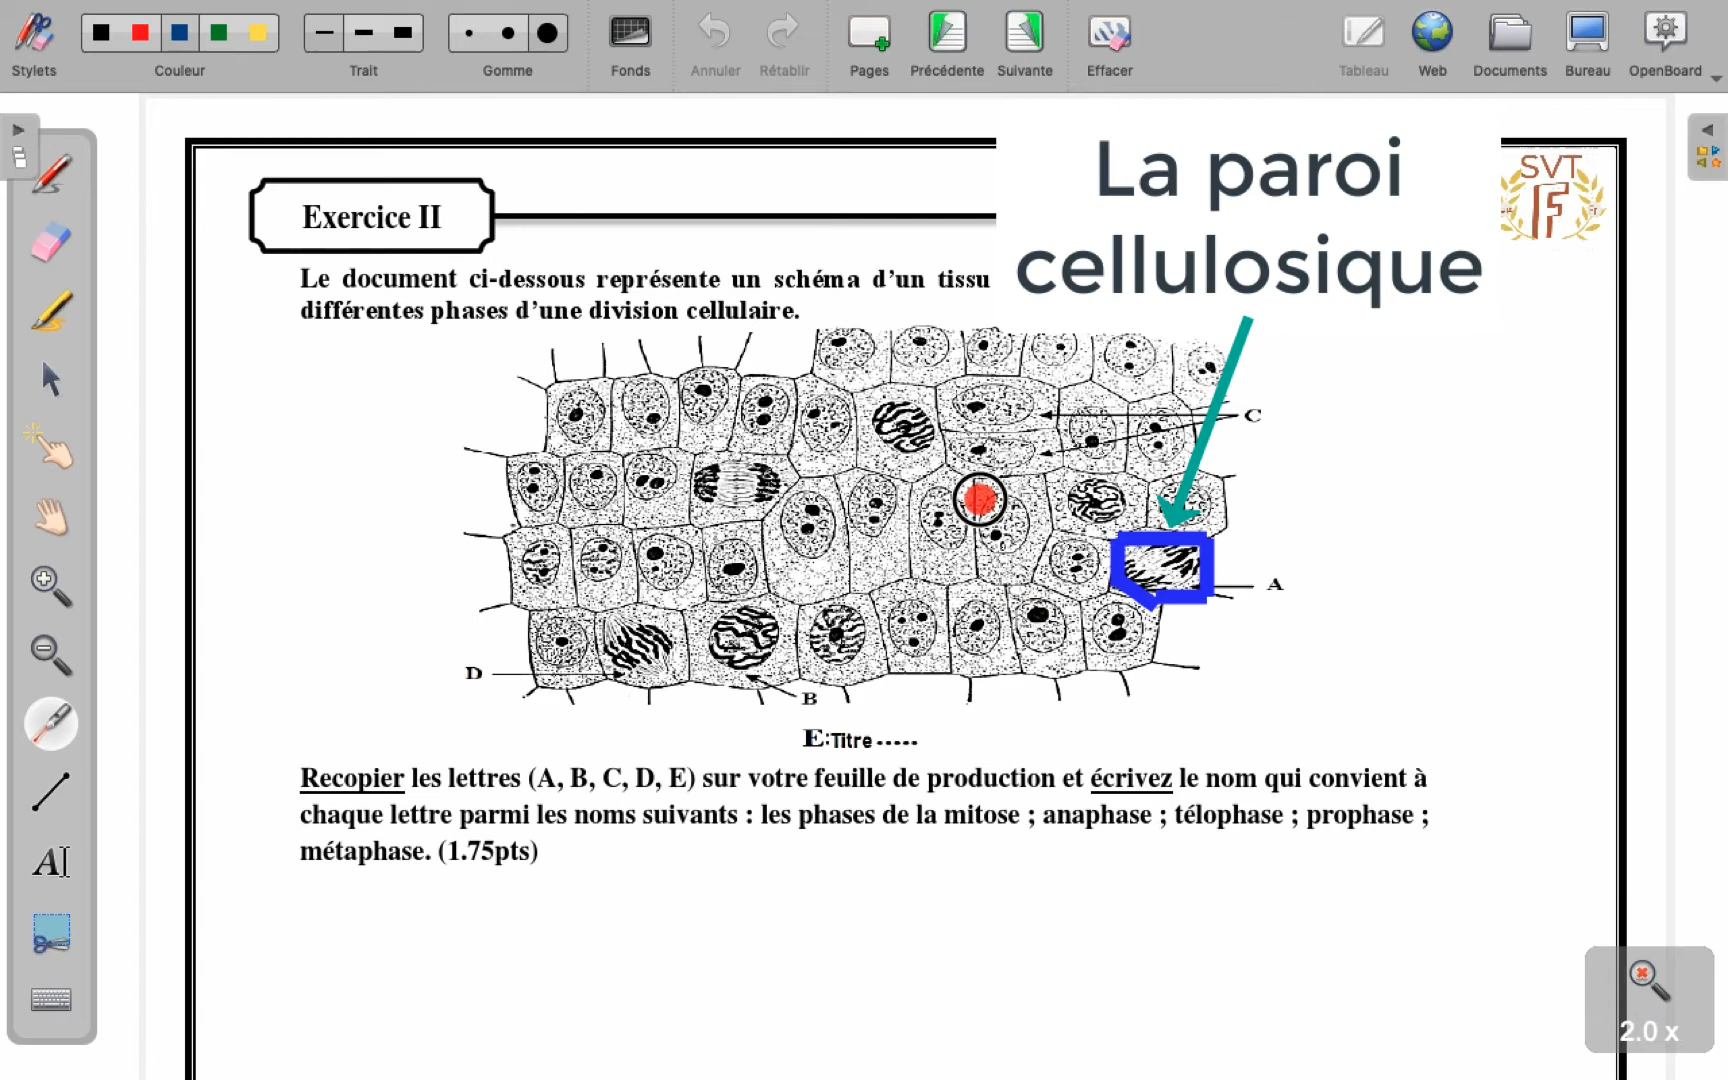 Stylets
Couleur
Trait
Gomme
Fonds
Annuler
Rétablir
Pages
Précédente
Suivante
Effacer
Tableau
Web
Documents
Bureau
OpenBoard
La paroi
cellulosique
SVT
F
Exercice II
Le document ci-dessous représente un schéma d’un tissu
différentes phases d’une division cellulaire.
C
A
D
B
E:Titre -----
Recopier les lettres (A, B, C, D, E) sur votre feuille de production et écrivez le nom qui convient à
chaque lettre parmi les noms suivants : les phases de la mitose ; anaphase ; télophase ; prophase ;
métaphase. (1.75pts)
A
2.0 x